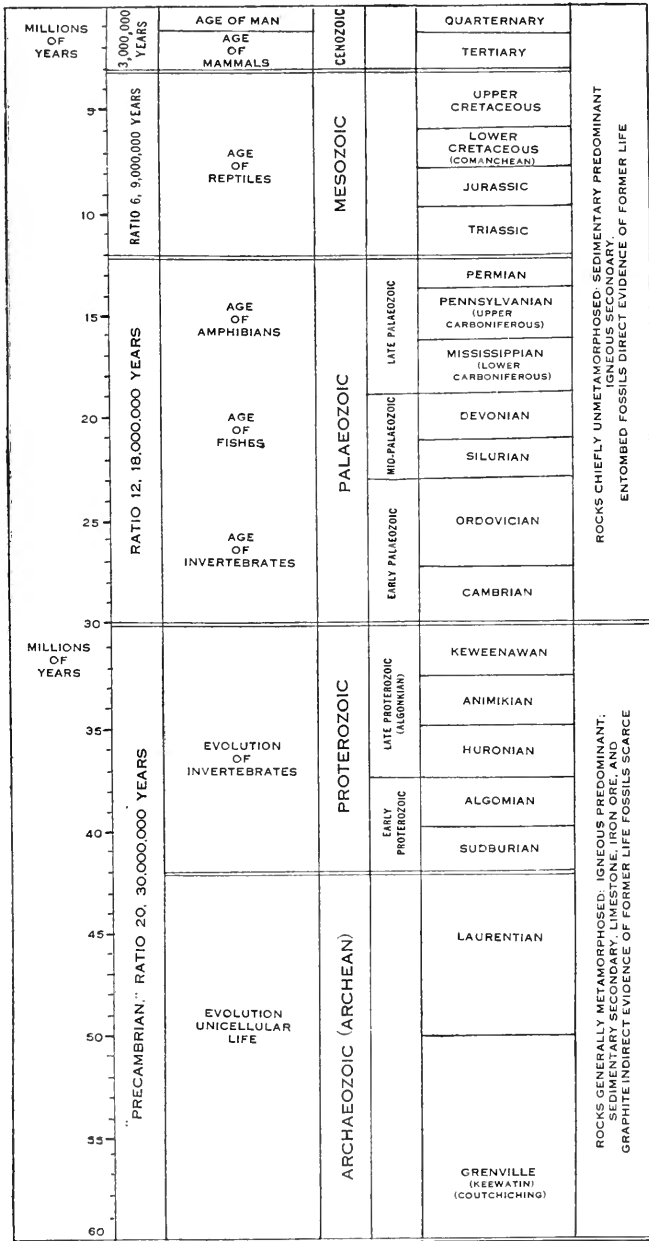 MILLIONS
OF
YEARS
3,000,000
YEARS
AGE OF MAN
AGE
OF
MAMMALS
CENOZOIC
QUARTERNARY
TERTIARY
9
10
RATIO 6, 9,000,000 YEARS
AGE
OF
REPTILES
MESOZOIC
UPPER
CRETACEOUS
LOWER
CRETACEOUS
(COMANCHEAN)
JURASSIC
TRIASSIC
15
20
25
30
RATIO 12, 18,000,000 YEARS
AGE
OF
AMPHIBIANS
AGE
OF
FISHES
AGE
OF
INVERTEBRATES
PALAEOZOIC
LATE PALAEOZOIC
MID-PALAEOZOIC
EARLY PALAEOZOIC
PERMIAN
PENNSYLVANIAN
(UPPER
CARBONIFEROUS)
MISSISSIPPIAN
(LOWER
CARBONIFEROUS)
DEVONIAN
SILURIAN
ORDOVICIAN
CAMBRIAN
ROCKS CHIEFLY UNMETAMORPHOSED: SEDIMENTARY PREDOMINANT
IGNEOUS SECONDARY.
ENTOMBED FOSSILS DIRECT EVIDENCE OF FORMER LIFE
MILLIONS
OF
YEARS
35
40
45
50
55
60
"PRECAMBRIAN," RATIO 20, 30,000,000 YEARS
EVOLUTION
OF
INVERTEBRATES
EVOLUTION
UNICELLULAR
LIFE
PROTEROZOIC
ARCHAEOZOIC (ARCHEAN)
LATE PROTEROZOIC
(ALGONKIAN)
EARLY
PROTEROZOIC
KEWEENAWAN
ANIMIKIAN
HURONIAN
ALGOMIAN
SUDBURIAN
LAURENTIAN
GRENVILLE
(KEEWATIN)
(COUTCHICHING)
ROCKS GENERALLY METAMORPHOSED: IGNEOUS PREDOMINANT;
SEDIMENTARY SECONDARY, LIMESTONE, IRON ORE, AND
GRAPHITE INDIRECT EVIDENCE OF FORMER LIFE FOSSILS SCARCE